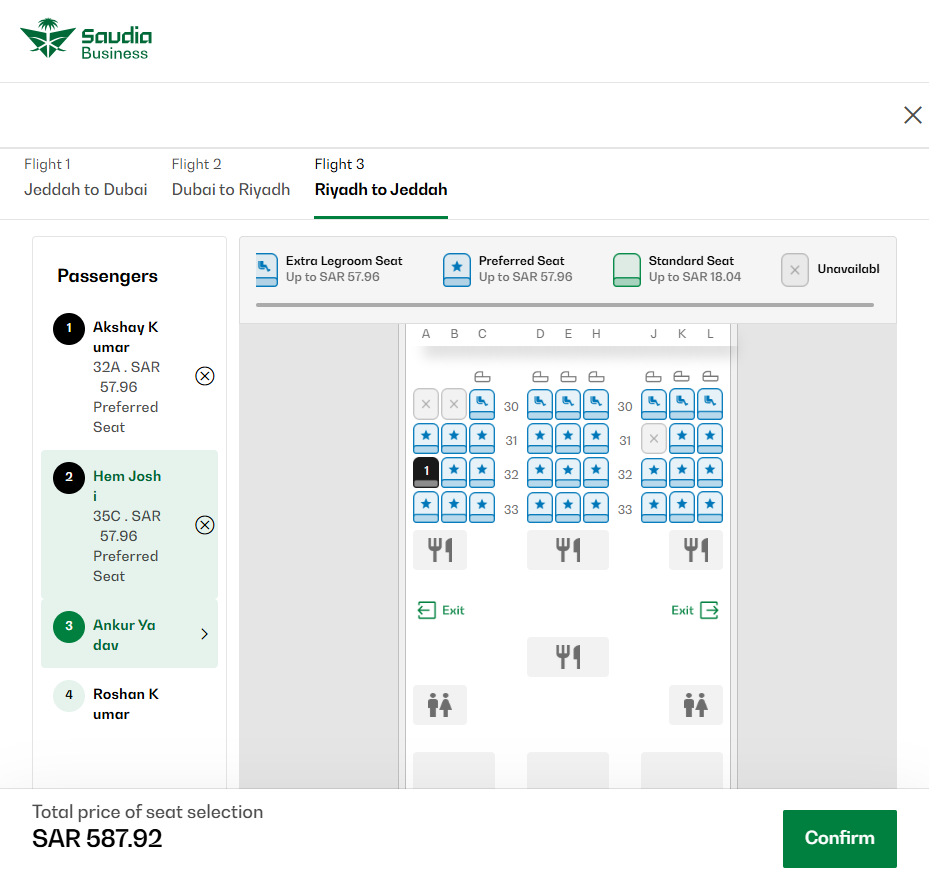 Saudia
Business
Flight 1
Flight 2
Flight 3
Jeddah to Dubai
Dubai to Riyadh
Riyadh to Jeddah
Passengers
1
Akshay K
umar
32A . SAR
57.96
Preferred
Seat
2
Hem Josh
i
35C . SAR
57.96
Preferred
Seat
3
Ankur Ya
dav
4
Roshan K
umar
Extra Legroom Seat
Up to SAR 57.96
Preferred Seat
Up to SAR 57.96
Standard Seat
Up to SAR 18.04
Unavailabl
A B C D E H J K L
30 30
31 31
1 32 32
33 33
Exit Exit
Total price of seat selection
SAR 587.92
Confirm